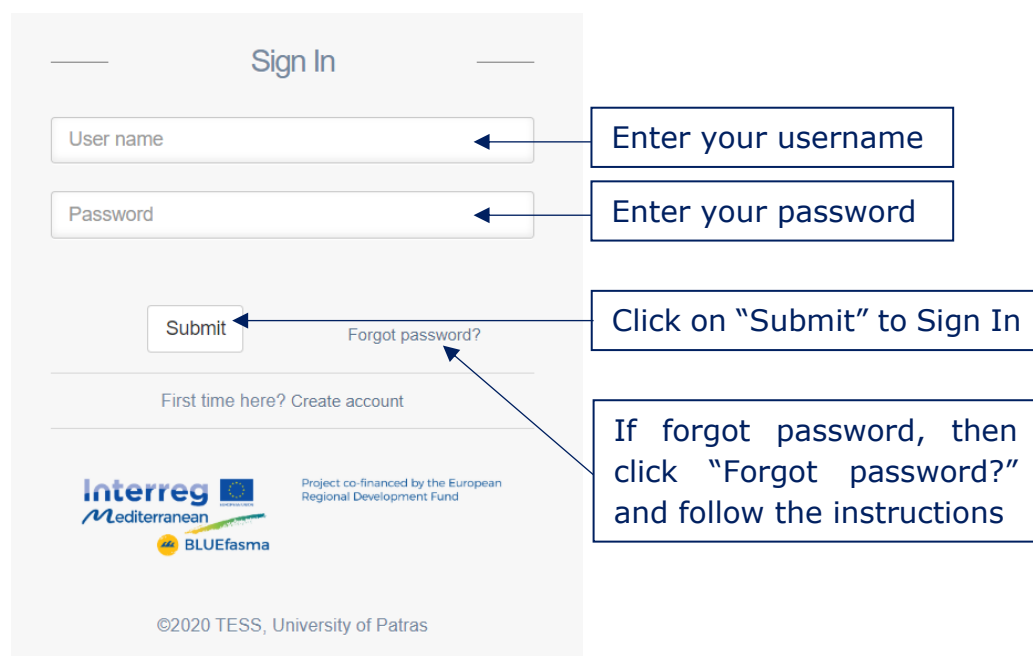 Sign In
User name
Enter your username
Password
Enter your password
Submit
Forgot password?
Click on “Submit” to Sign In
First time here? Create account
If forgot password, then
click “Forgot password?”
and follow the instructions
Interreg
Mediterranean
BLUEfasma
Project co-financed by the European
Regional Development Fund
©2020 TESS, University of Patras